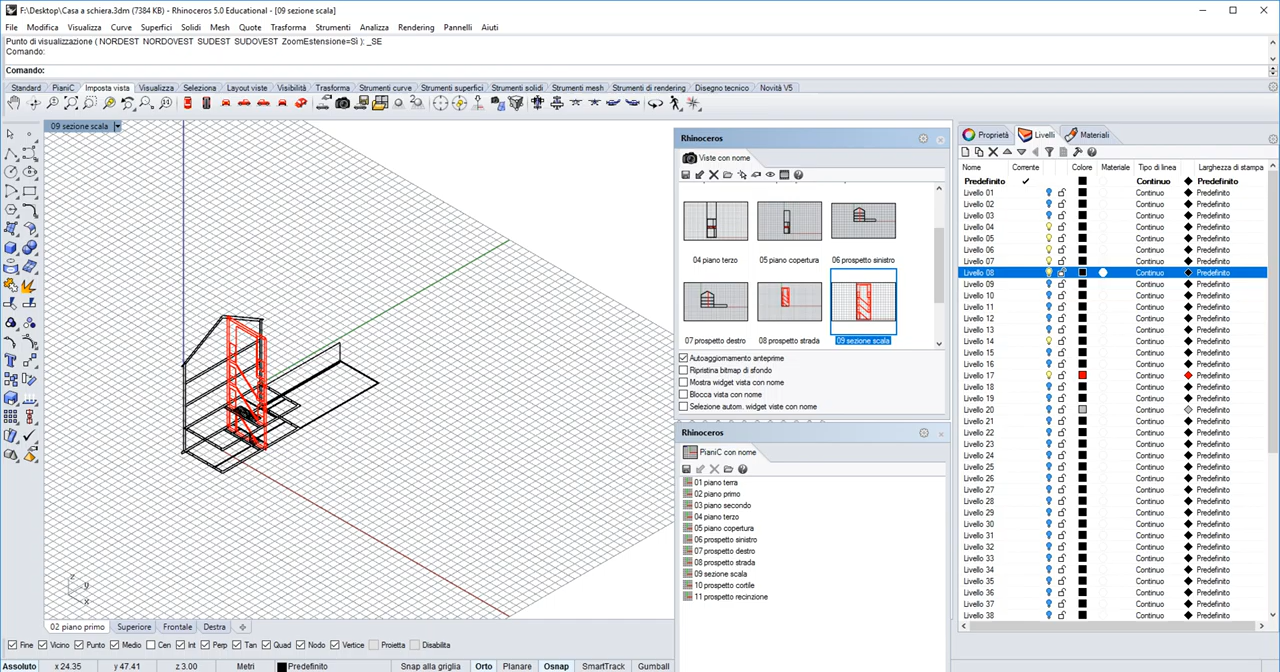 F:\Desktop\Casa a schiera.3dm (7384 KB) - Rhinoceros 5.0 Educational - [09 sezione scala]
File Modifica Visualizza Curve Superfici Solidi Mesh Quote Trasforma Strumenti Analizza Rendering Pannelli Aiuti
Punto di visualizzazione ( NORDEST NORDOVEST SUDEST SUDOVEST ZoomEstensione=Sì ): _SE
Comando:
Comando:
Standard PianiC Imposta vista Visualizza Seleziona Layout viste Visibilità Trasforma Strumenti curve Strumenti superfici Strumenti solidi Strumenti mesh Strumenti di rendering Disegno tecnico Novità V5
09 sezione scala
z
y
x
02 piano primo Superiore Frontale Destra
Rhinoceros
Viste con nome
04 piano terzo 05 piano copertura 06 prospetto sinistro
07 prospetto destro 08 prospetto strada 09 sezione scala
Autoaggiornamento anteprime
Ripristina bitmap di sfondo
Mostra widget vista con nome
Blocca vista con nome
Selezione autom. widget viste con nome
Rhinoceros
PianiC con nome
01 piano terra
02 piano primo
03 piano secondo
04 piano terzo
05 piano copertura
06 prospetto sinistro
07 prospetto destro
08 prospetto strada
09 sezione scala
10 prospetto cortile
11 prospetto recinzione
Proprietà Livelli Materiali
Nome Corrente Colore Materiale Tipo di linea Larghezza di stampa
Predefinito Continuo Predefinito
Livello 01 Continuo Predefinito
Livello 02 Continuo Predefinito
Livello 03 Continuo Predefinito
Livello 04 Continuo Predefinito
Livello 05 Continuo Predefinito
Livello 06 Continuo Predefinito
Livello 07 Continuo Predefinito
Livello 08 Continuo Predefinito
Livello 09 Continuo Predefinito
Livello 10 Continuo Predefinito
Livello 11 Continuo Predefinito
Livello 12 Continuo Predefinito
Livello 13 Continuo Predefinito
Livello 14 Continuo Predefinito
Livello 15 Continuo Predefinito
Livello 16 Continuo Predefinito
Livello 17 Continuo Predefinito
Livello 18 Continuo Predefinito
Livello 19 Continuo Predefinito
Livello 20 Continuo Predefinito
Livello 21 Continuo Predefinito
Livello 22 Continuo Predefinito
Livello 23 Continuo Predefinito
Livello 24 Continuo Predefinito
Livello 25 Continuo Predefinito
Livello 26 Continuo Predefinito
Livello 27 Continuo Predefinito
Livello 28 Continuo Predefinito
Livello 29 Continuo Predefinito
Livello 30 Continuo Predefinito
Livello 31 Continuo Predefinito
Livello 32 Continuo Predefinito
Livello 33 Continuo Predefinito
Livello 34 Continuo Predefinito
Livello 35 Continuo Predefinito
Livello 36 Continuo Predefinito
Livello 37 Continuo Predefinito
Livello 38 Continuo Predefinito
Fine Vicino Punto Medio Cen Int Perp Tan Quad Nodo Vertice Proietta Disabilita
Assoluto x 24.35 y 47.41 z 3.00 Metri Predefinito Snap alla griglia Orto Planare Osnap SmartTrack Gumball